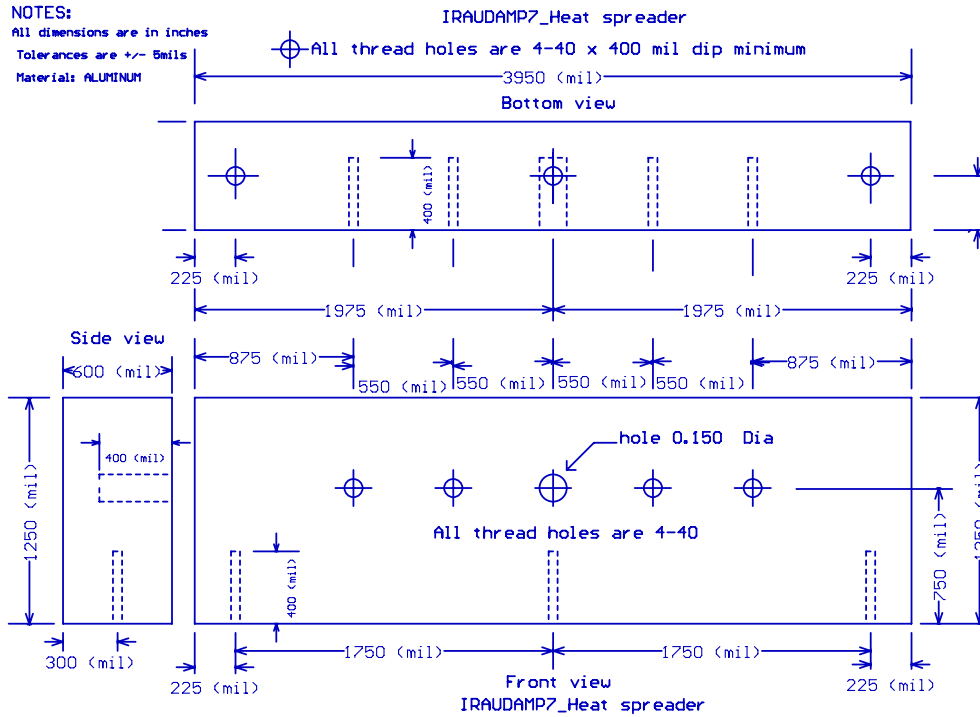 NOTES:
All dimensions are in inches
Tolerances are +/- 5mils
Material: ALUMINUM
IRAUDAMP7_Heat spreader
All thread holes are 4-40 x 400 mil dip minimum
3950 (mil)
Bottom view
400 (mil)
225 (mil)
225 (mil)
1975 (mil)
1975 (mil)
Side view
600 (mil)
875 (mil)
875 (mil)
550 (mil)
550 (mil)
550 (mil)
550 (mil)
hole 0.150 Dia
400 (mil)
1250 (mil)
All thread holes are 4-40
400 (mil)
750 (mil)
1250 (mil)
300 (mil)
1750 (mil)
1750 (mil)
225 (mil)
225 (mil)
Front view
IRAUDAMP7_Heat spreader